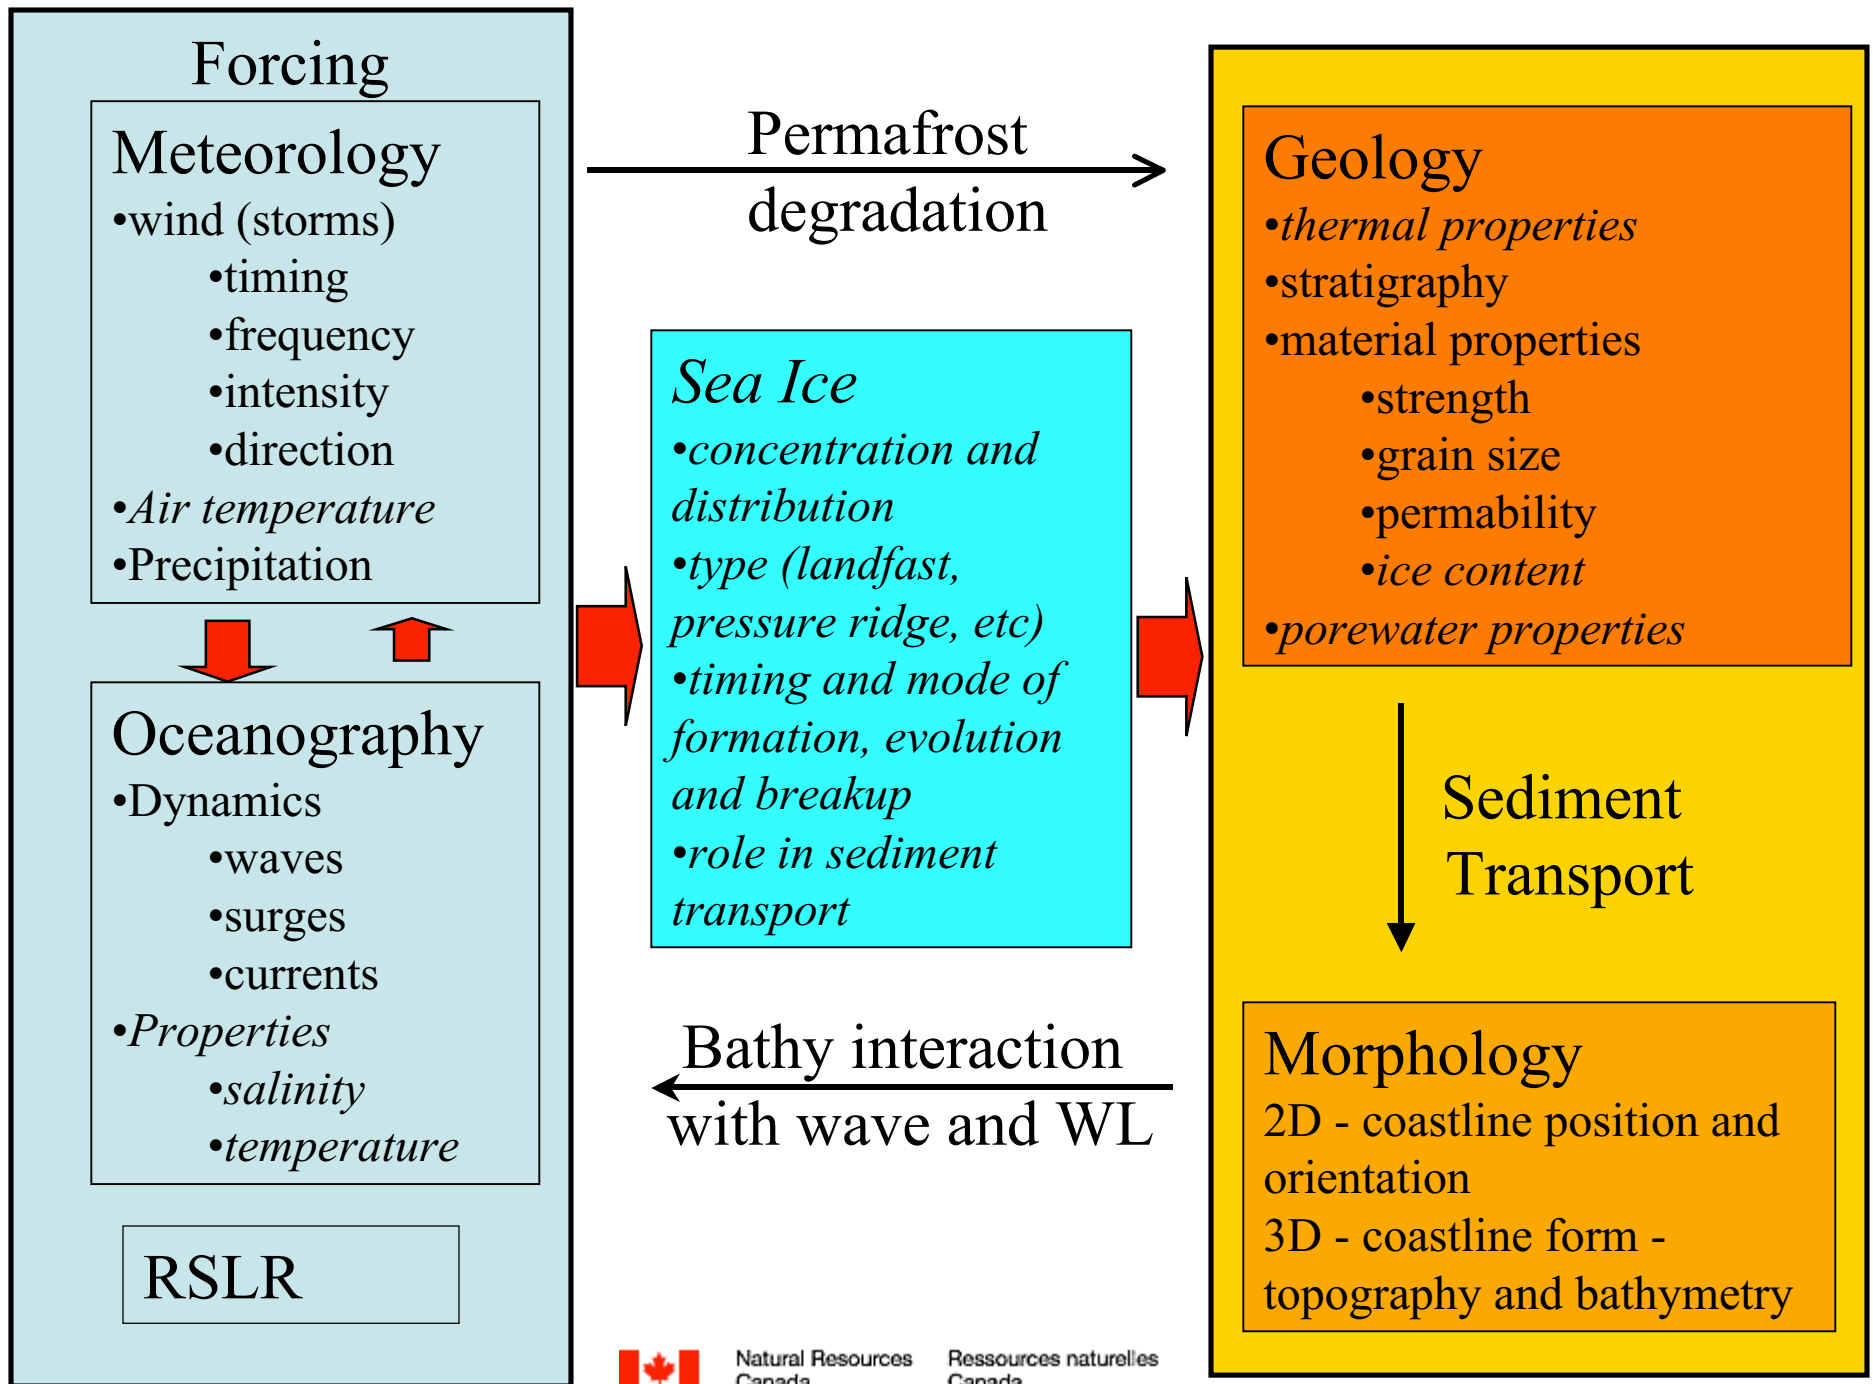 Forcing
Meteorology
•wind (storms)
•timing
•frequency
•intensity
•direction
•Air temperature
•Precipitation
Oceanography
•Dynamics
•waves
•surges
•currents
•Properties
•salinity
•temperature
RSLR
Permafrost
degradation
Sea Ice
•concentration and
distribution
•type (landfast,
pressure ridge, etc)
•timing and mode of
formation, evolution
and breakup
•role in sediment
transport
Bathy interaction
with wave and WL
Geology
•thermal properties
•stratigraphy
•material properties
•strength
•grain size
•permability
•ice content
•porewater properties
Sediment
Transport
Morphology
2D - coastline position and
orientation
3D - coastline form -
topography and bathymetry
Natural Resources
Canada
Ressources naturelles
Canada